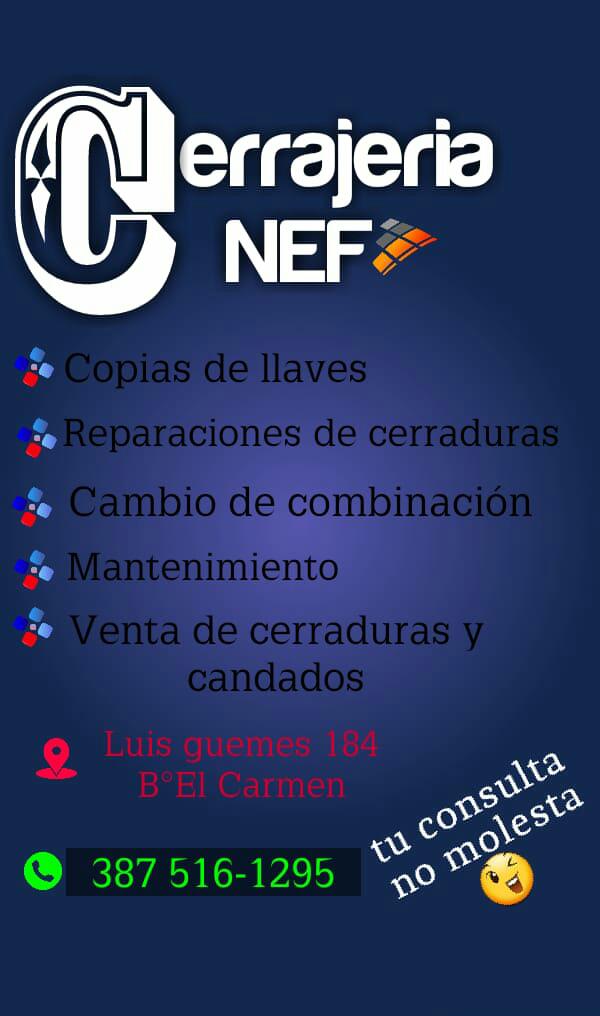 Cerrajeria
NEF
Copias de llaves
Reparaciones de cerraduras
Cambio de combinación
Mantenimiento
Venta de cerraduras y
candados
Luis guemes 184
B°El Carmen
tu consulta
no molesta
387 516-1295